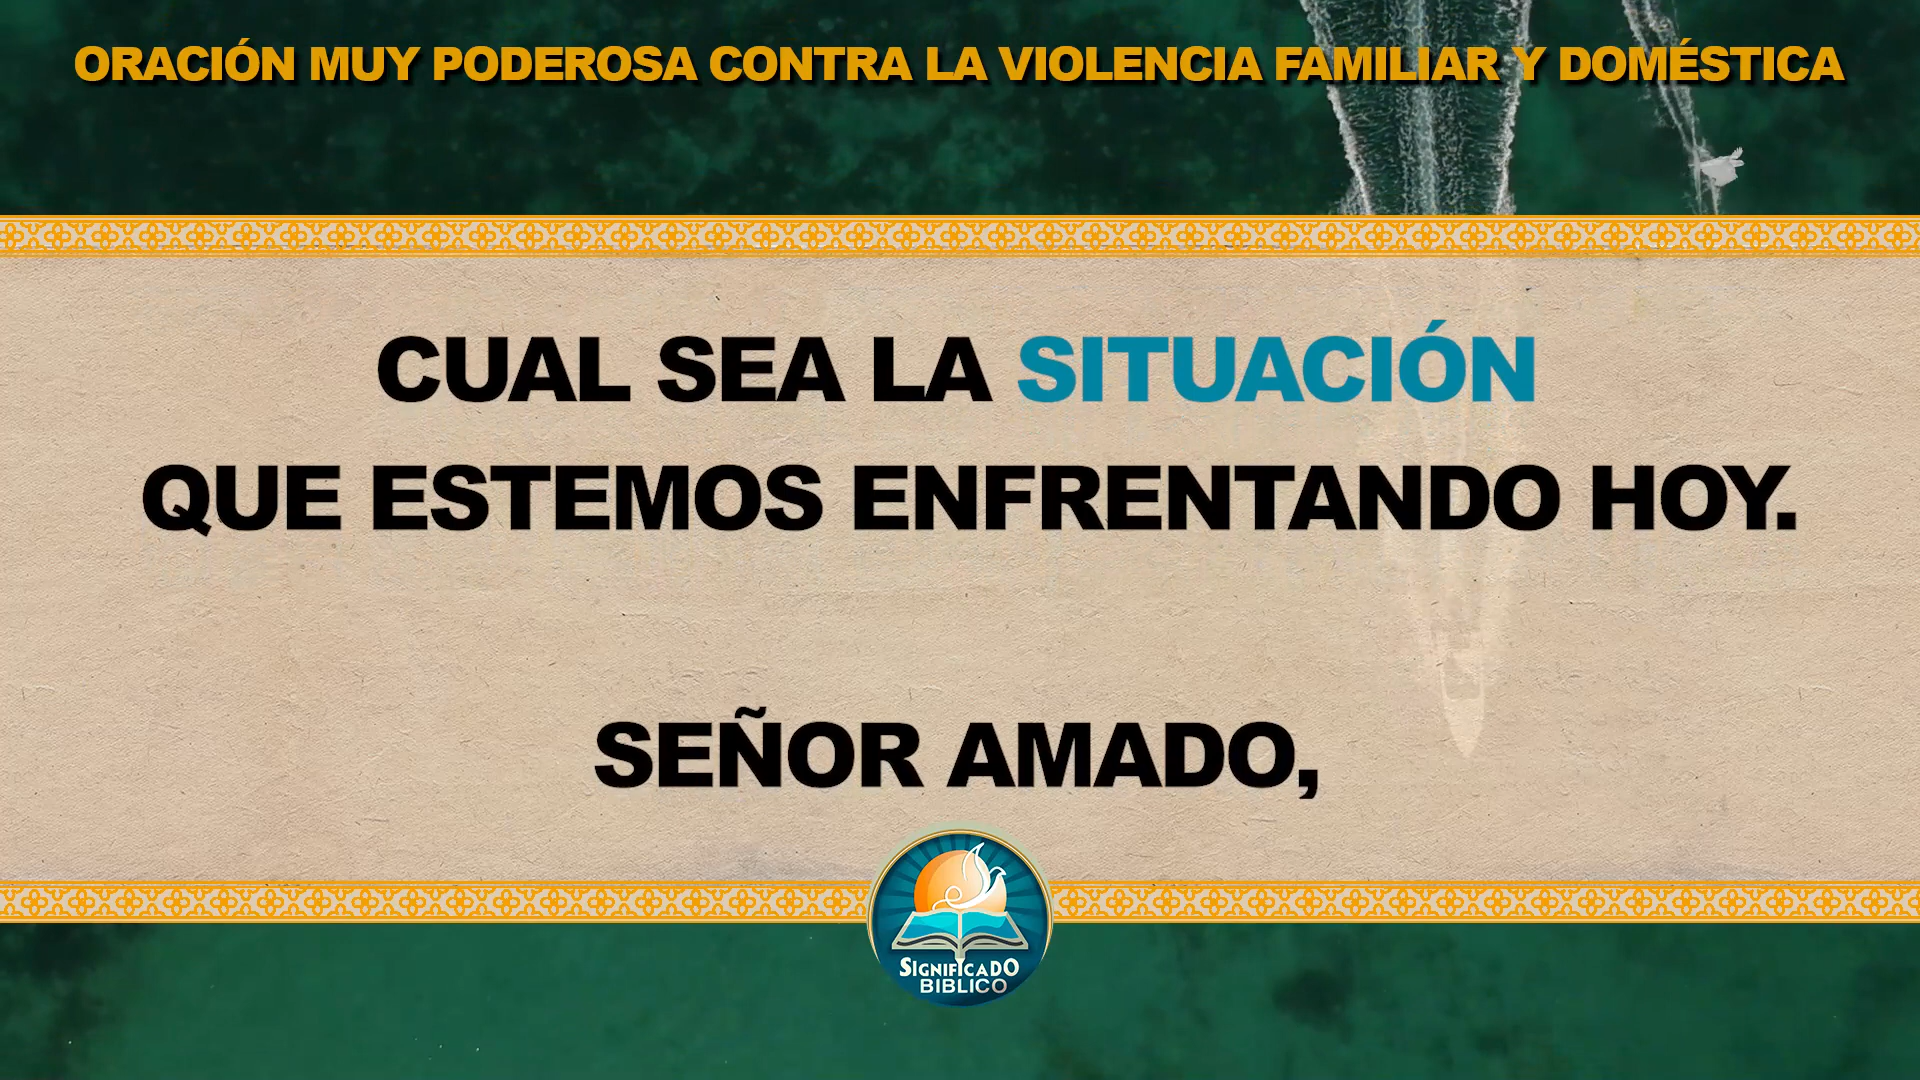 ORACIÓN MUY PODEROSA CONTRA LA VIOLENCIA FAMILIAR Y DOMÉSTICA
CUAL SEA LA SITUACIÓN
QUE ESTEMOS ENFRENTANDO HOY.
SEÑOR AMADO,
SIGNIFICADO
BIBLICO